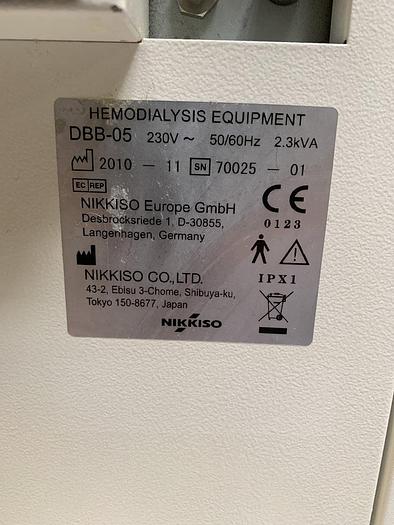 HEMODIALYSIS EQUIPMENT
DBB-05 230V ~ 50/60Hz 2.3kVA
2010 - 11 SN 70025 - 01
EC REP
NIKKISO Europe GmbH
Desbrocksriede 1, D-30855,
Langenhagen, Germany
CE
0123
NIKKISO CO.,LTD.
43-2, Ebisu 3-Chome, Shibuya-ku,
Tokyo 150-8677, Japan
IPX1
NIKKISO